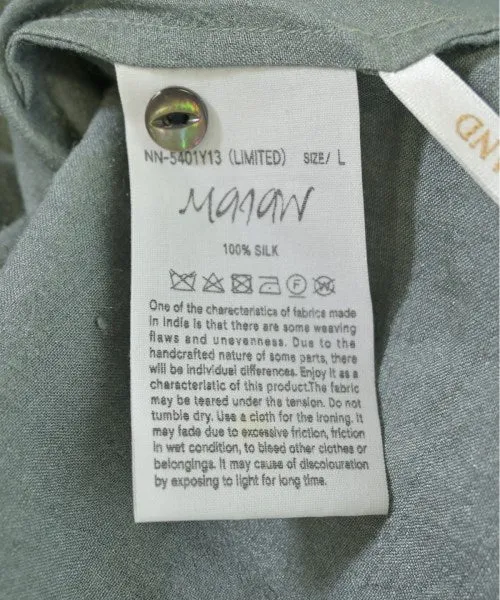 NN-5401Y13 (LIMITED) SIZE/ L
100% SILK
F
W
One of the characteristics of fabrics made
in India is that there are some weaving
flaws and unevenness. Due to the
handcrafted nature of some parts, there
will be individual differences. Enjoy it as a
characteristic of this product.The fabric
may be teared under the tension. Do not
tumble dry. Use a cloth for the ironing. It
may fade due to excessive friction, friction
in wet condition, to bleed other clothes or
belongings. It may cause of discolouration
by exposing to light for long time.
ND